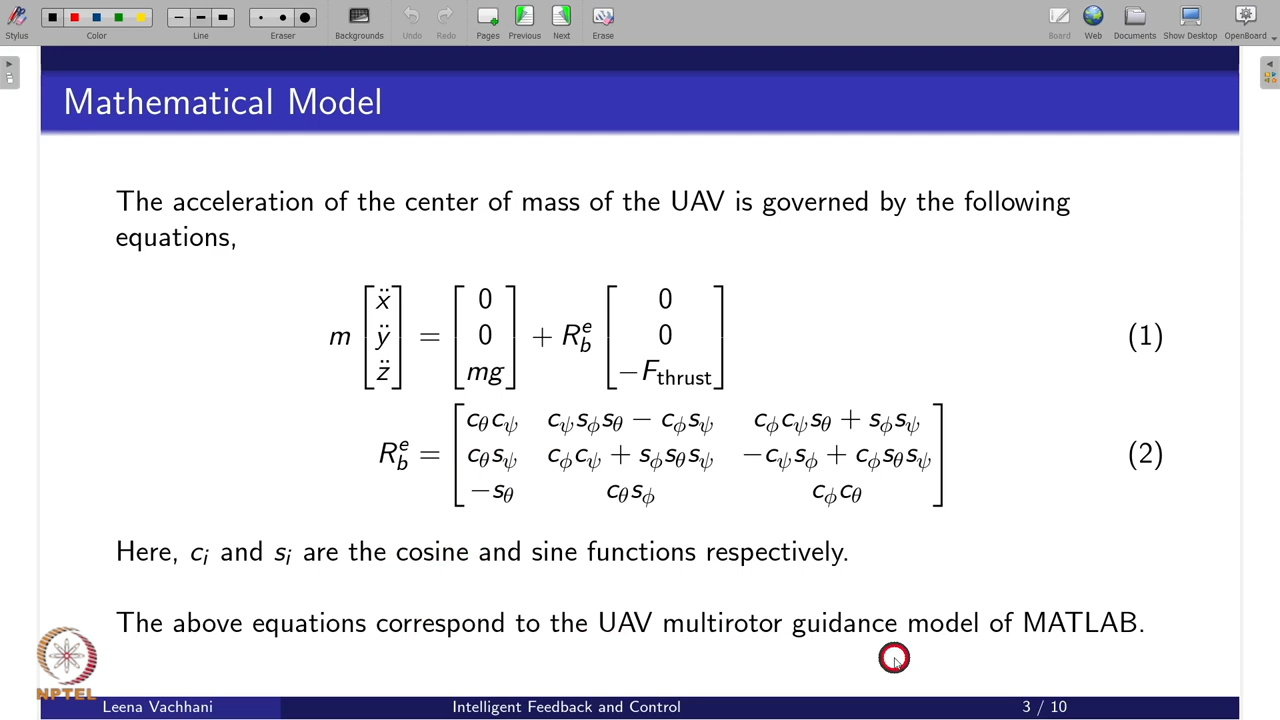 Stylus Color Line Eraser Backgrounds Undo Redo Pages Previous Next Erase Board Web Documents Show Desktop OpenBoard
Mathematical Model
The acceleration of the center of mass of the UAV is governed by the following
equations,
m [ẍ ÿ z̈] = [0 0 mg] + R_b^e [0 0 −F_thrust] (1)
R_b^e = [c_θc_ψ c_ψs_φs_θ − c_φs_ψ c_φc_ψs_θ + s_φs_ψ
c_θs_ψ c_φc_ψ + s_φs_θs_ψ −c_ψs_φ + c_φs_θs_ψ
−s_θ c_θs_φ c_φc_θ] (2)
Here, c_i and s_i are the cosine and sine functions respectively.
The above equations correspond to the UAV multirotor guidance model of MATLAB.
NPTEL
Leena Vachhani Intelligent Feedback and Control 3 / 10